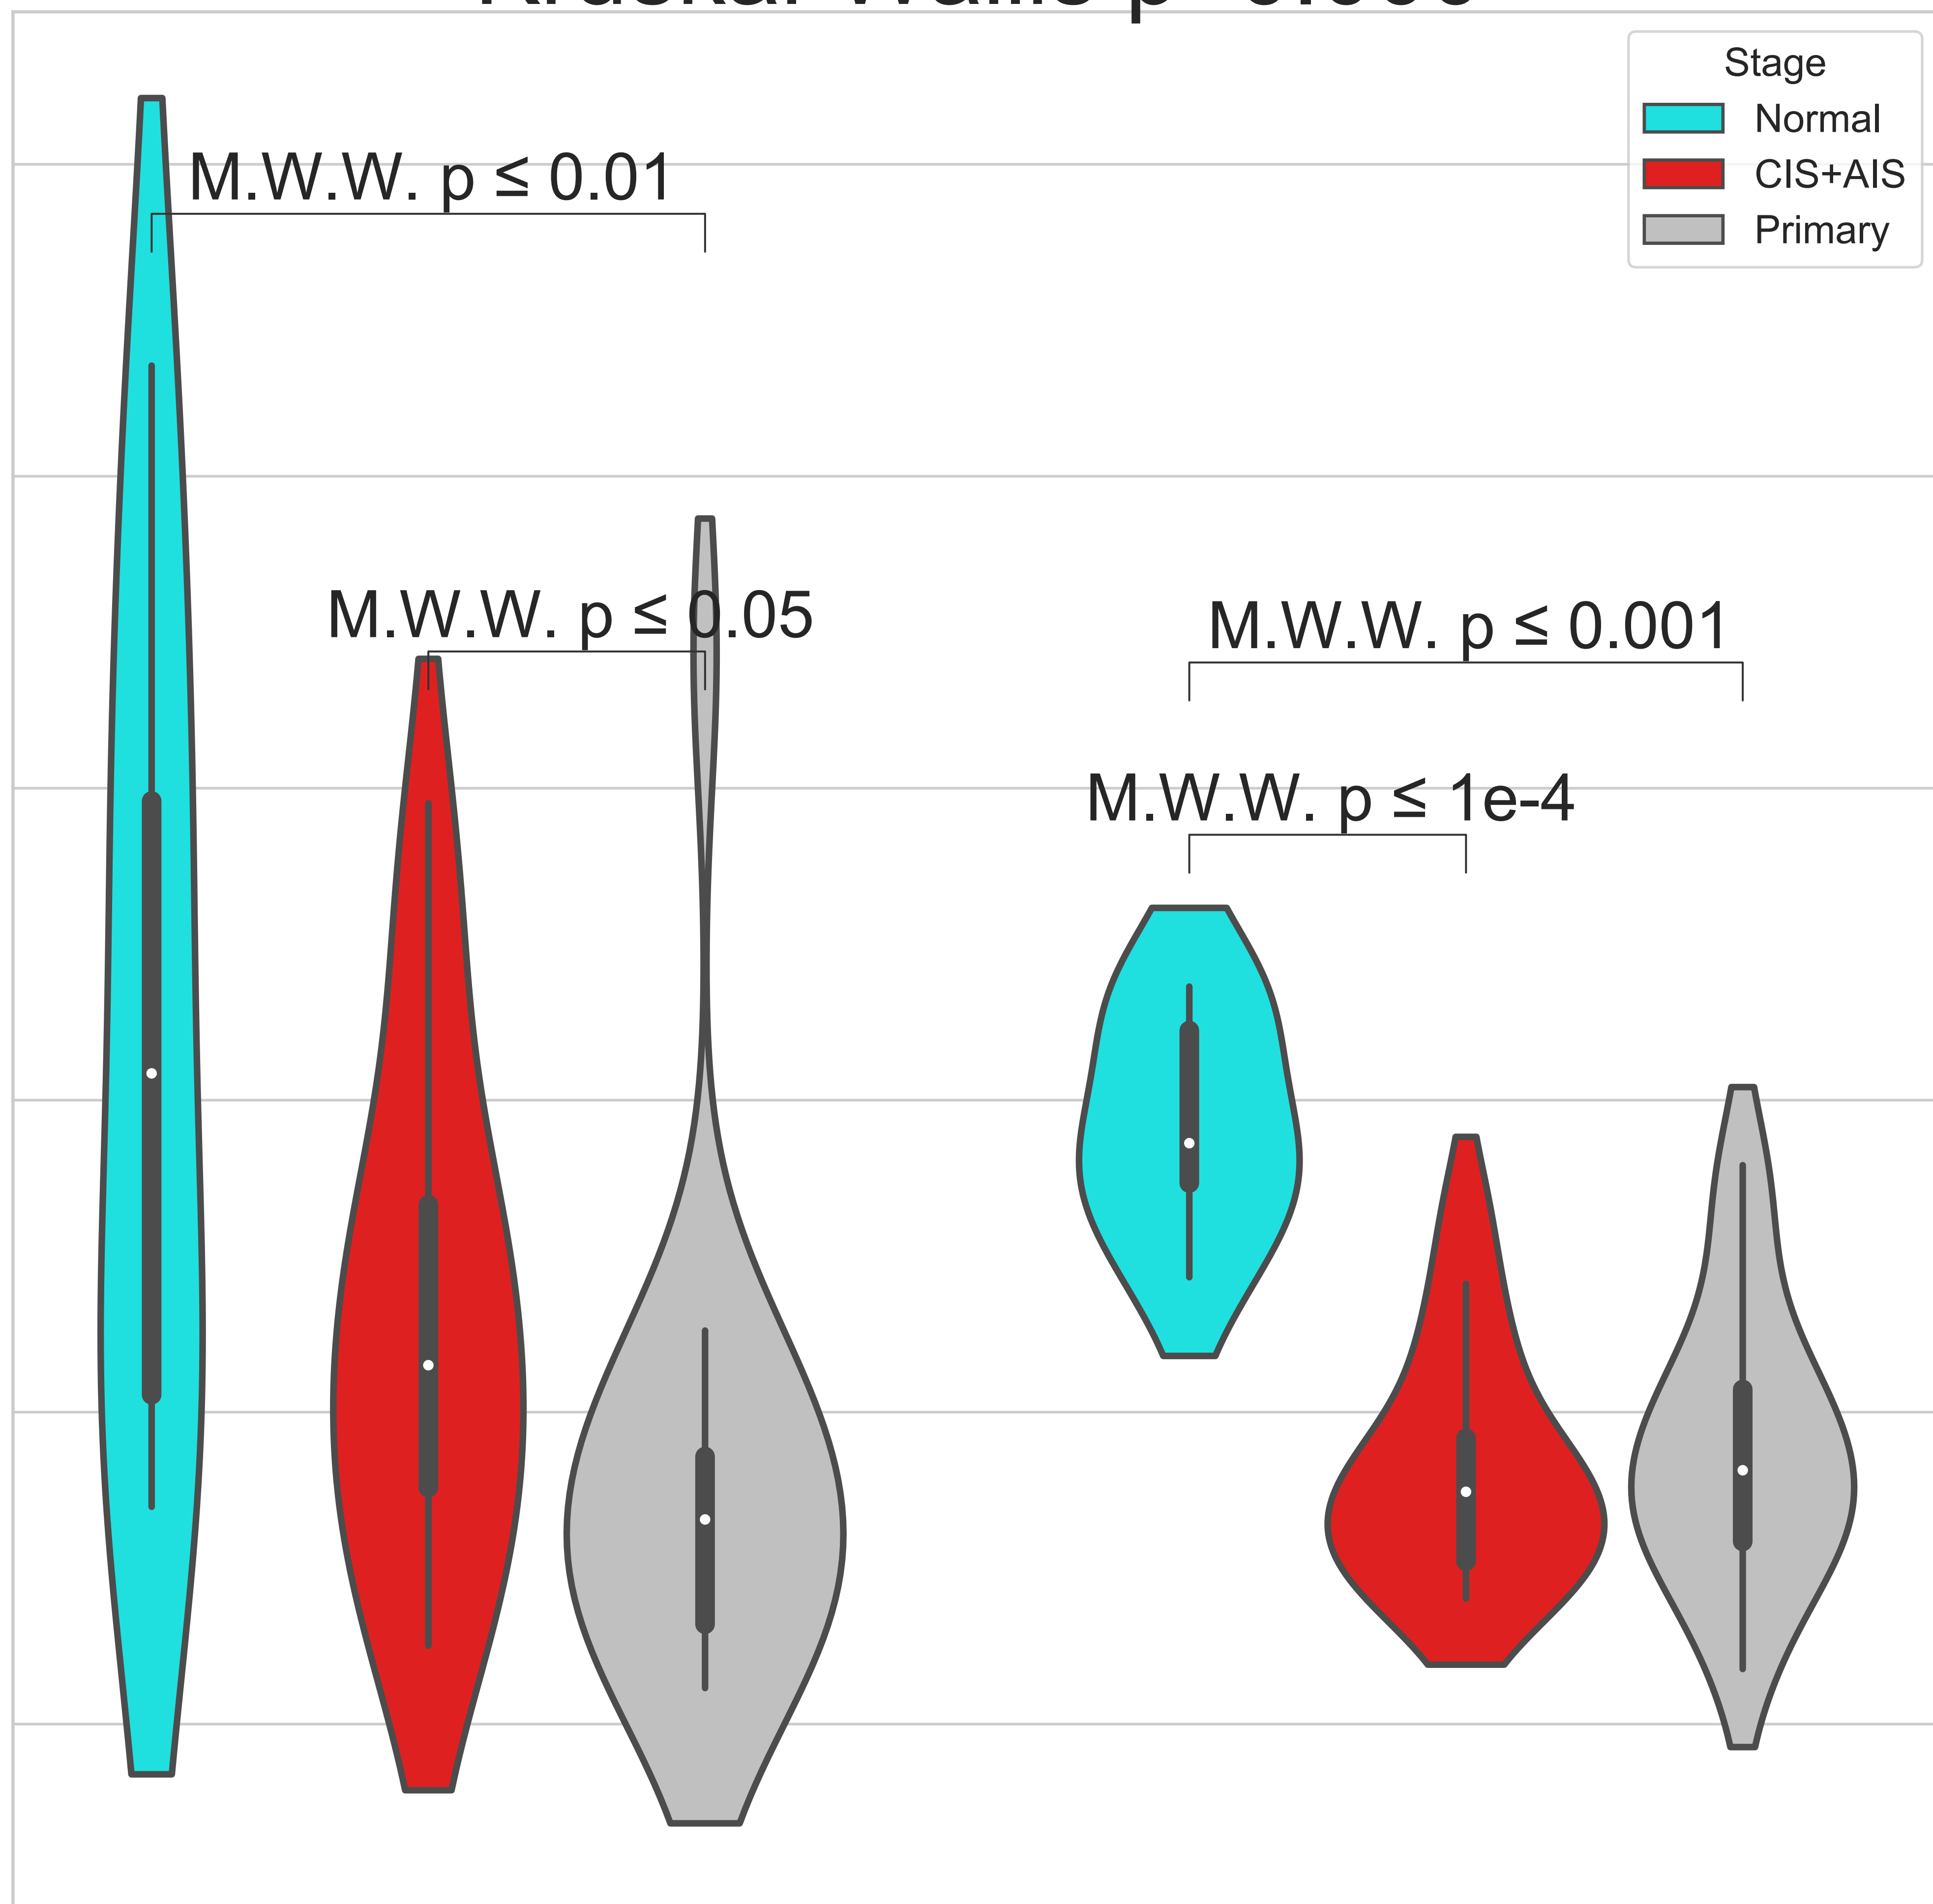 Stage
Normal
CIS+AIS
Primary
M.W.W. p ≤ 0.01
M.W.W. p ≤ 0.05
M.W.W. p ≤ 0.001
M.W.W. p ≤ 1e-4